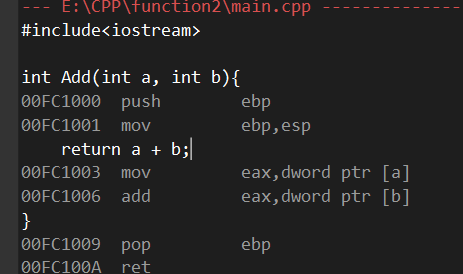 --- E:\CPP\function2\main.cpp --------------
#include<iostream>

int Add(int a, int b){
00FC1000  push        ebp
00FC1001  mov         ebp,esp
    return a + b;
00FC1003  mov         eax,dword ptr [a]
00FC1006  add         eax,dword ptr [b]
}
00FC1009  pop         ebp
00FC100A  ret